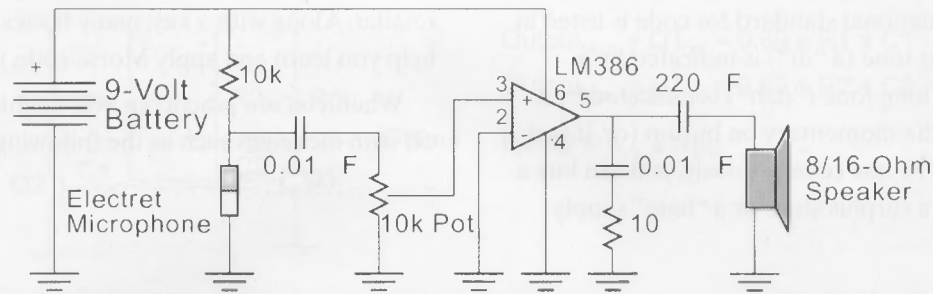 +
9-Volt
Battery
10k
0.01 F
Electret
Microphone
10k Pot
LM386
3
2
+
-
6
5
4
220 F
0.01 F
10
8/16-Ohm
Speaker